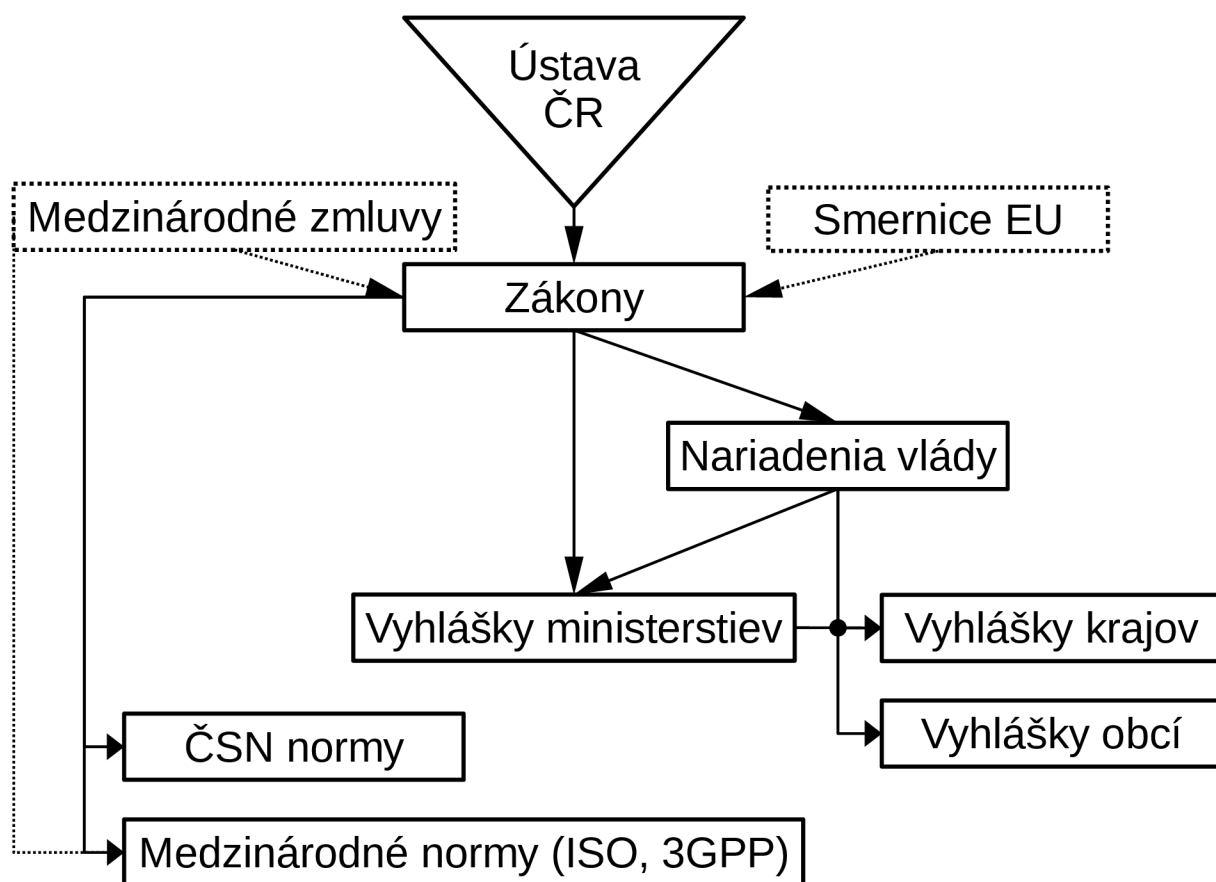 Ústava
ČR
Medzinárodné zmluvy
Smernice EU
Zákony
Nariadenia vlády
Vyhlášky ministerstiev
Vyhlášky krajov
ČSN normy
Vyhlášky obcí
Medzinárodné normy (ISO, 3GPP)